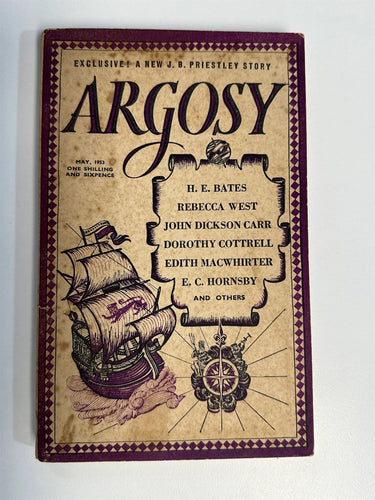 EXCLUSIVE! A NEW J. B. PRIESTLEY STORY
ARGOSY
MAY, 1953
ONE SHILLING
AND SIXPENCE
H. E. BATES
REBECCA WEST
JOHN DICKSON CARR
DOROTHY COTTRELL
EDITH MACWHIRTER
E. C. HORNSBY
AND OTHERS